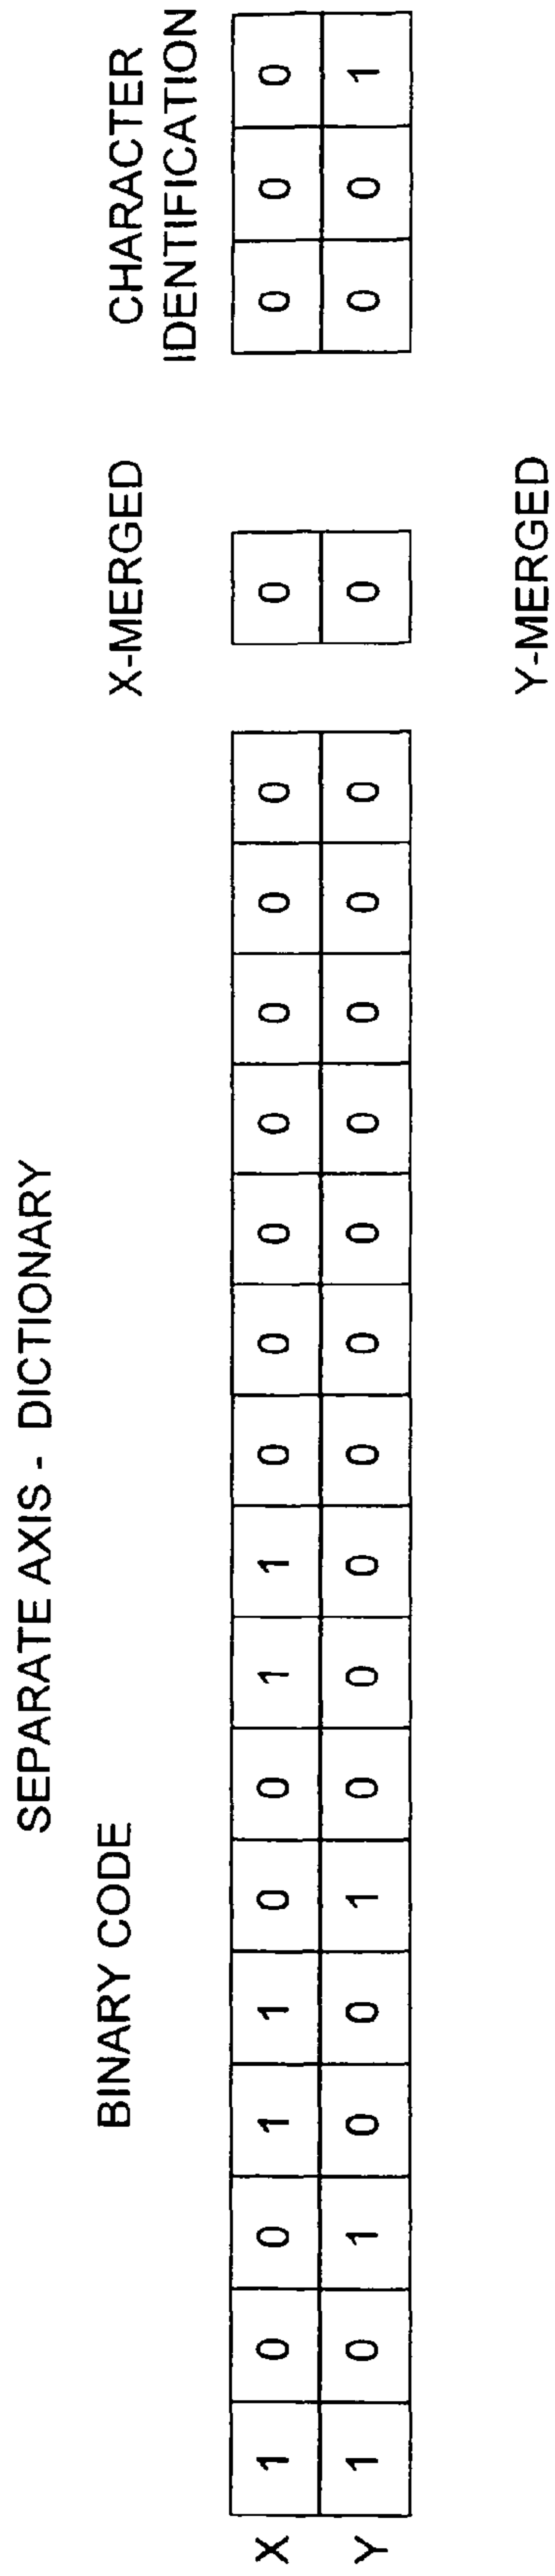 SEPARATE AXIS - DICTIONARY
BINARY CODE
X-MERGED
CHARACTER
IDENTIFICATION
X 1 0 0 1 1 0 0 1 1 0 0 0 0 0 0 0 0 0 0 0
Y 1 0 1 0 0 1 0 0 0 0 0 0 0 0 0 0 0 0 0 1
Y-MERGED